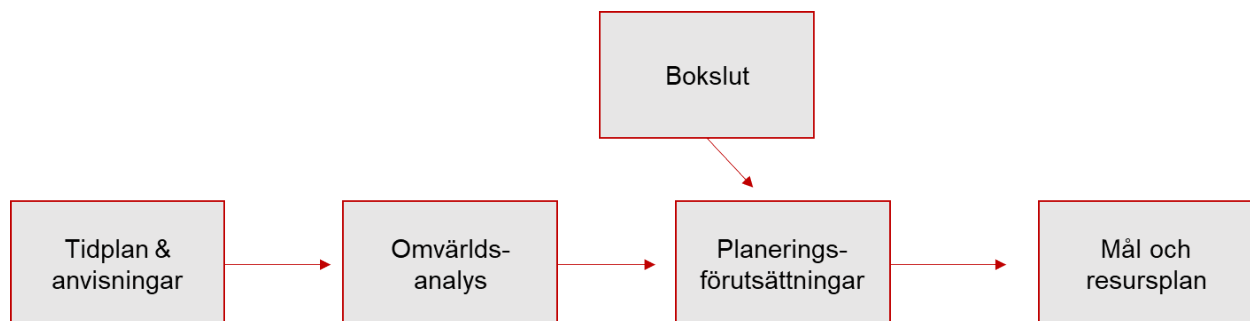 Bokslut
Tidplan &
anvisningar
Omvärlds-
analys
Planerings-
förutsättningar
Mål och
resursplan